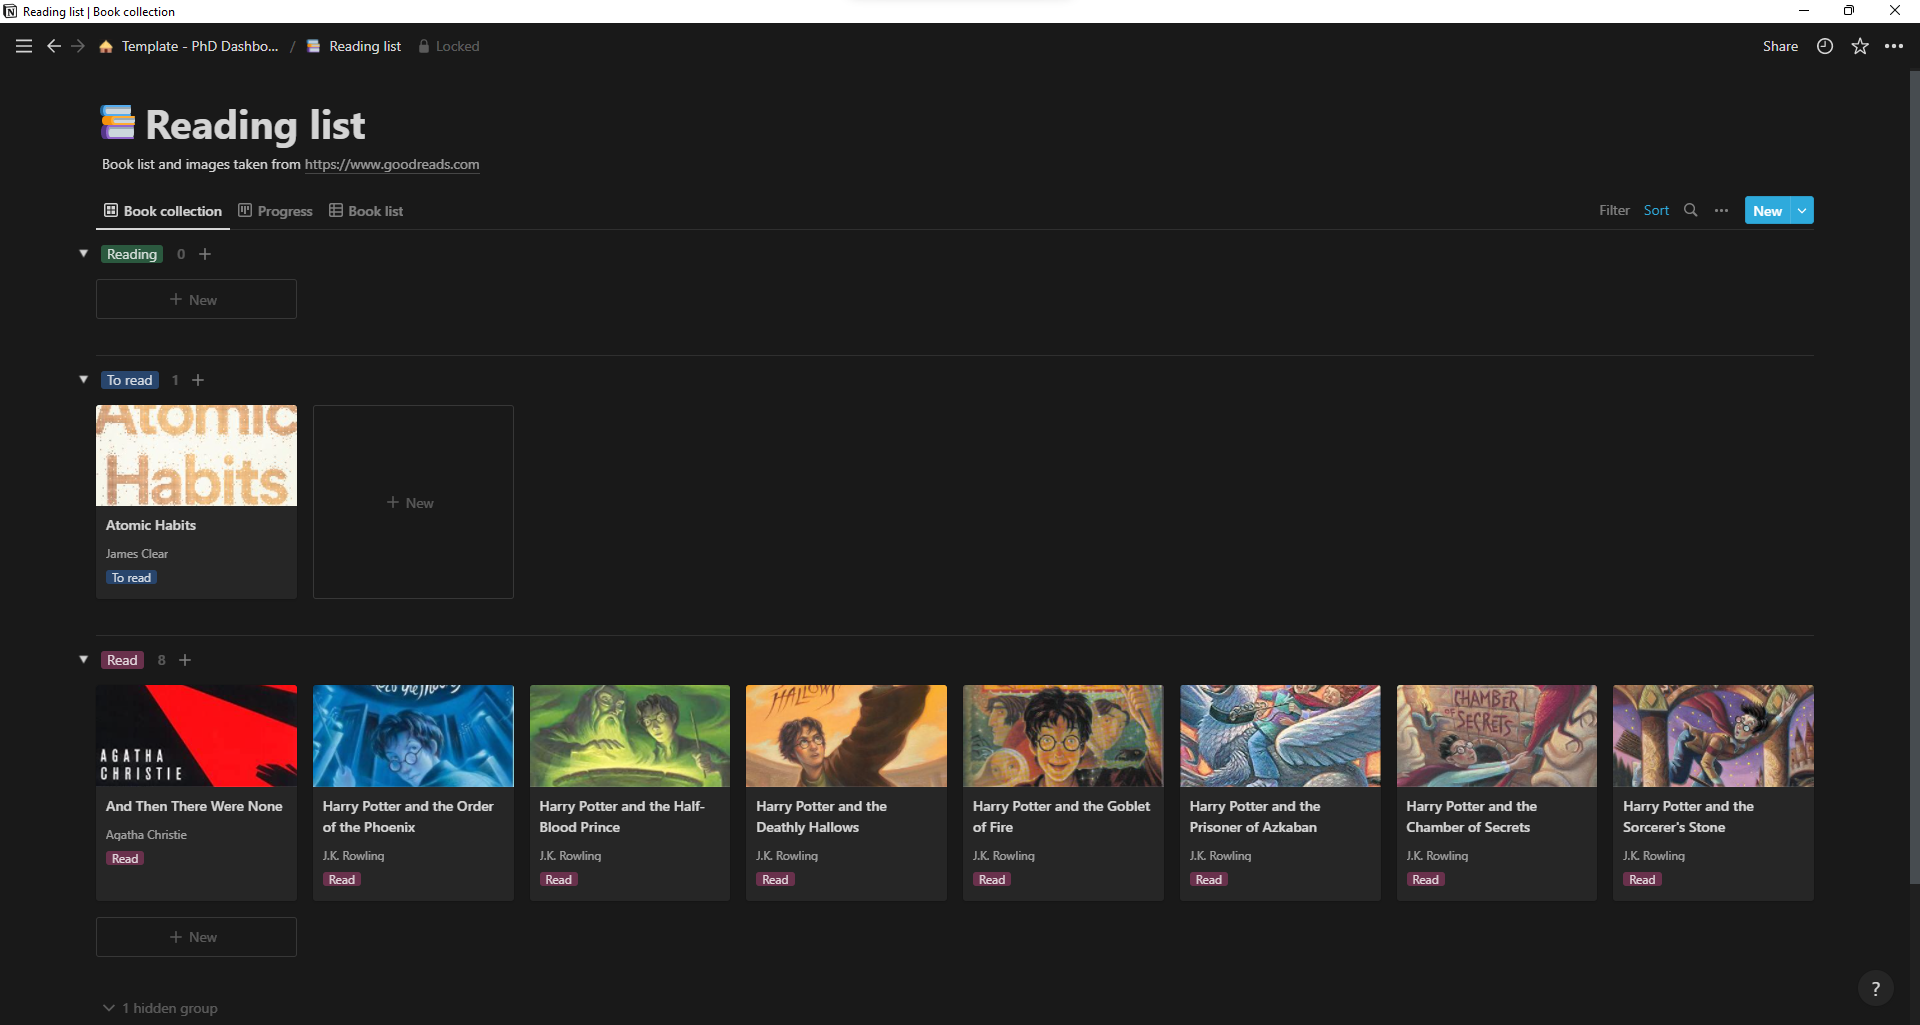 Reading list | Book collection
Template - PhD Dashbo... / Reading list Locked
Share
Reading list
Book list and images taken from https://www.goodreads.com
Book collection Progress Book list
Filter Sort New
Reading 0
New
To read 1
Atomic
Habits
New
Atomic Habits
James Clear
To read
Read 8
AGATHA
CHRISTIE
HALLOWS
CHAMBER
OF
SECRETS
And Then There Were None
Agatha Christie
Read
Harry Potter and the Order
of the Phoenix
J.K. Rowling
Read
Harry Potter and the Half-
Blood Prince
J.K. Rowling
Read
Harry Potter and the
Deathly Hallows
J.K. Rowling
Read
Harry Potter and the Goblet
of Fire
J.K. Rowling
Read
Harry Potter and the
Prisoner of Azkaban
J.K. Rowling
Read
Harry Potter and the
Chamber of Secrets
J.K. Rowling
Read
Harry Potter and the
Sorcerer's Stone
J.K. Rowling
Read
New
1 hidden group
?